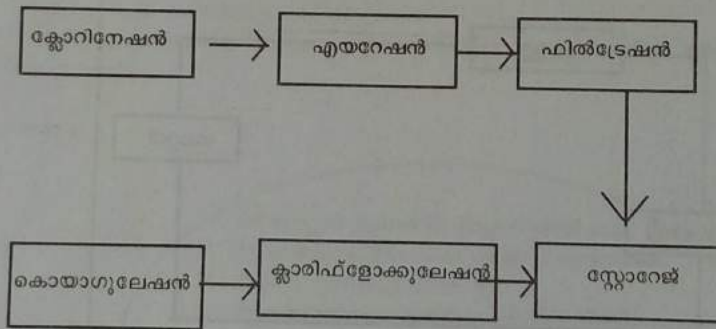 ക്ലോറിനേഷൻ
എയറേഷൻ
ഫിൽട്രേഷൻ
കൊയാഗുലേഷൻ
ക്ലാരിഫ്ളോക്കുലേഷൻ
സ്റ്റോറേജ്